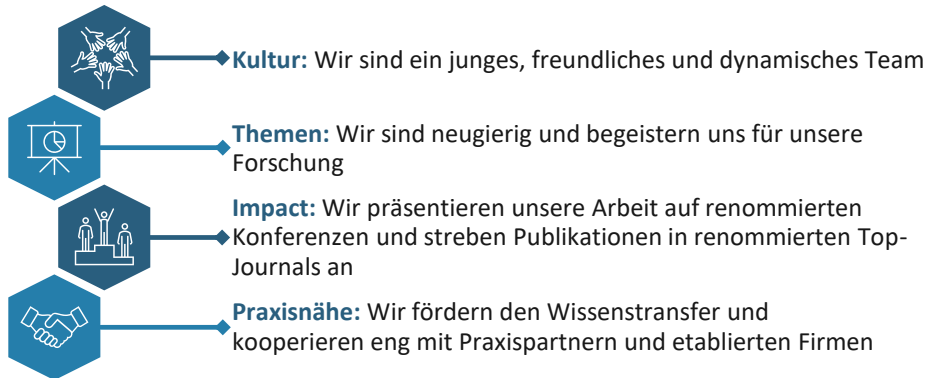 Kultur: Wir sind ein junges, freundliches und dynamisches Team
Themen: Wir sind neugierig und begeistern uns für unsere
Forschung
Impact: Wir präsentieren unsere Arbeit auf renommierten
Konferenzen und streben Publikationen in renommierten Top-
Journals an
Praxisnähe: Wir fördern den Wissenstransfer und
kooperieren eng mit Praxispartnern und etablierten Firmen